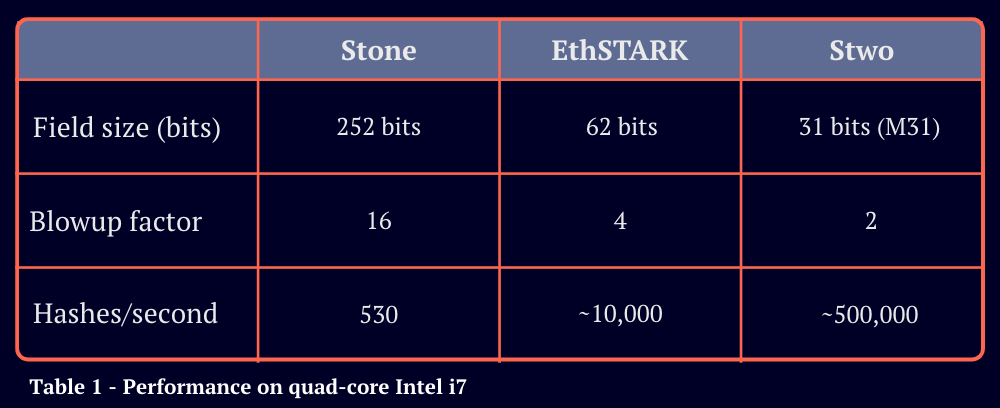 Stone EthSTARK Stwo
Field size (bits) 252 bits 62 bits 31 bits (M31)
Blowup factor 16 4 2
Hashes/second 530 ~10,000 ~500,000
Table 1 - Performance on quad-core Intel i7